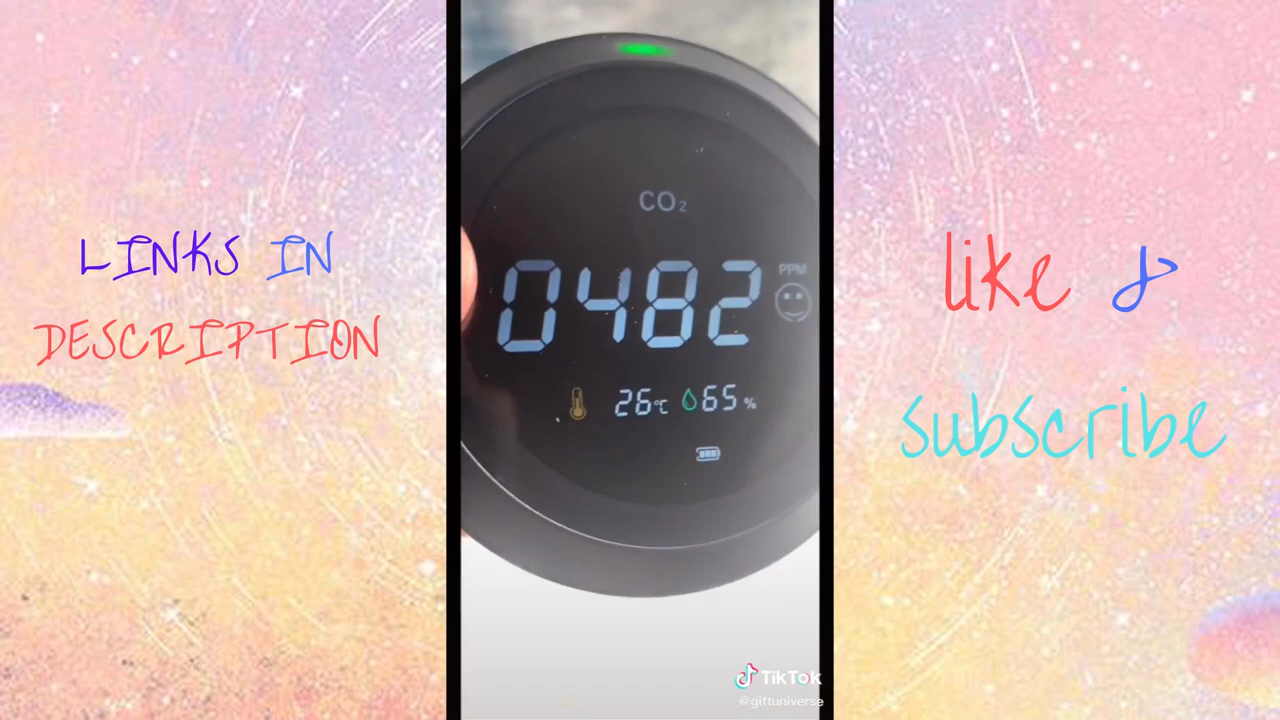 LINKS IN
DESCRIPTION
CO₂
0482
PPM
26°C 65 %
TikTok
@giftuniverse
like &
subscribe